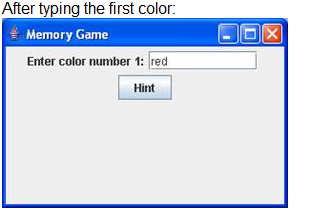 After typing the first color:
Memory Game
Enter color number 1: red
Hint